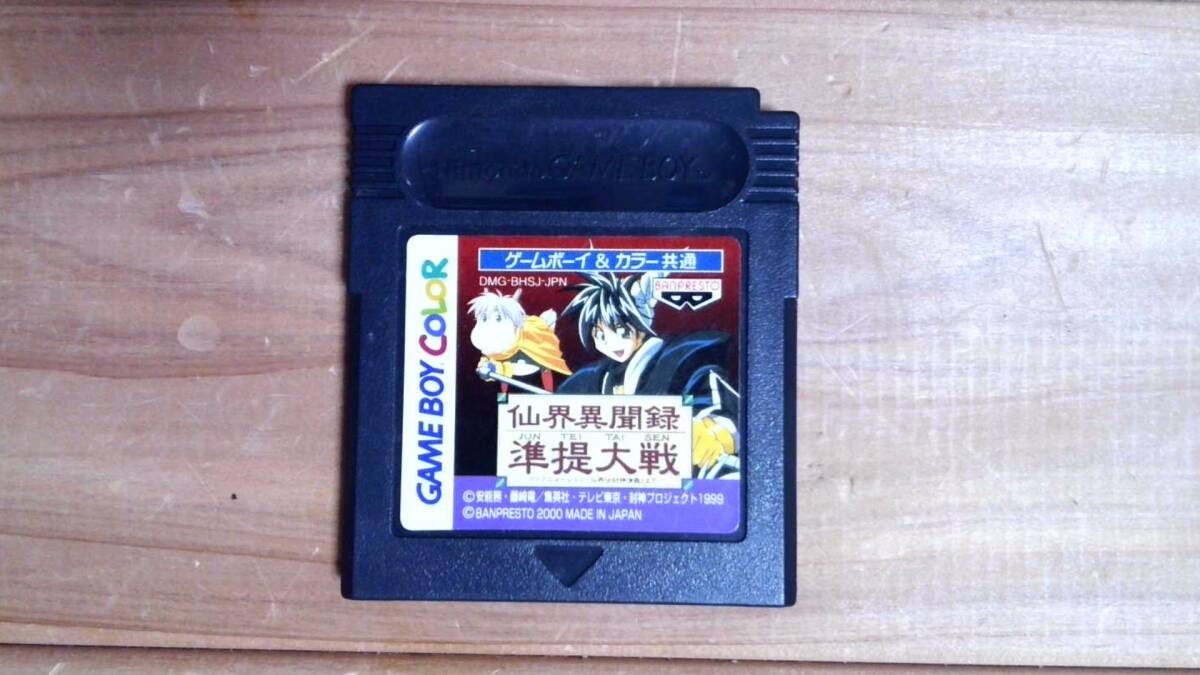 Nintendo GAME BOY
GAME BOY COLOR
ゲームボーイ & カラー共通
DMG-BHSJ-JPN
BANPRESTO
仙界異聞録
JUN TEI TAI SEN
準提大戦
©安能務・藤崎竜/集英社・テレビ東京・封神プロジェクト1999
©BANPRESTO 2000 MADE IN JAPAN